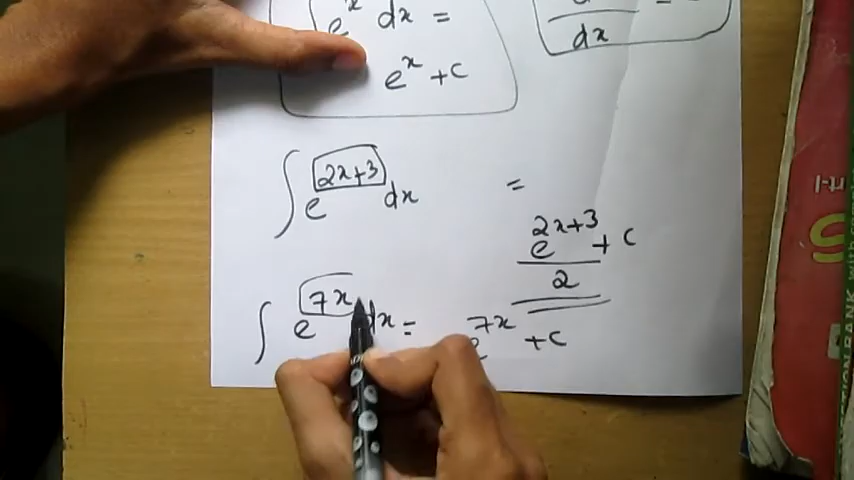 e^x dx =
e^x + c
dx
∫ e^{2x+3} dx =
e^{2x+3}/2 + c
∫ e^{7x} dx = e^{7x} + c